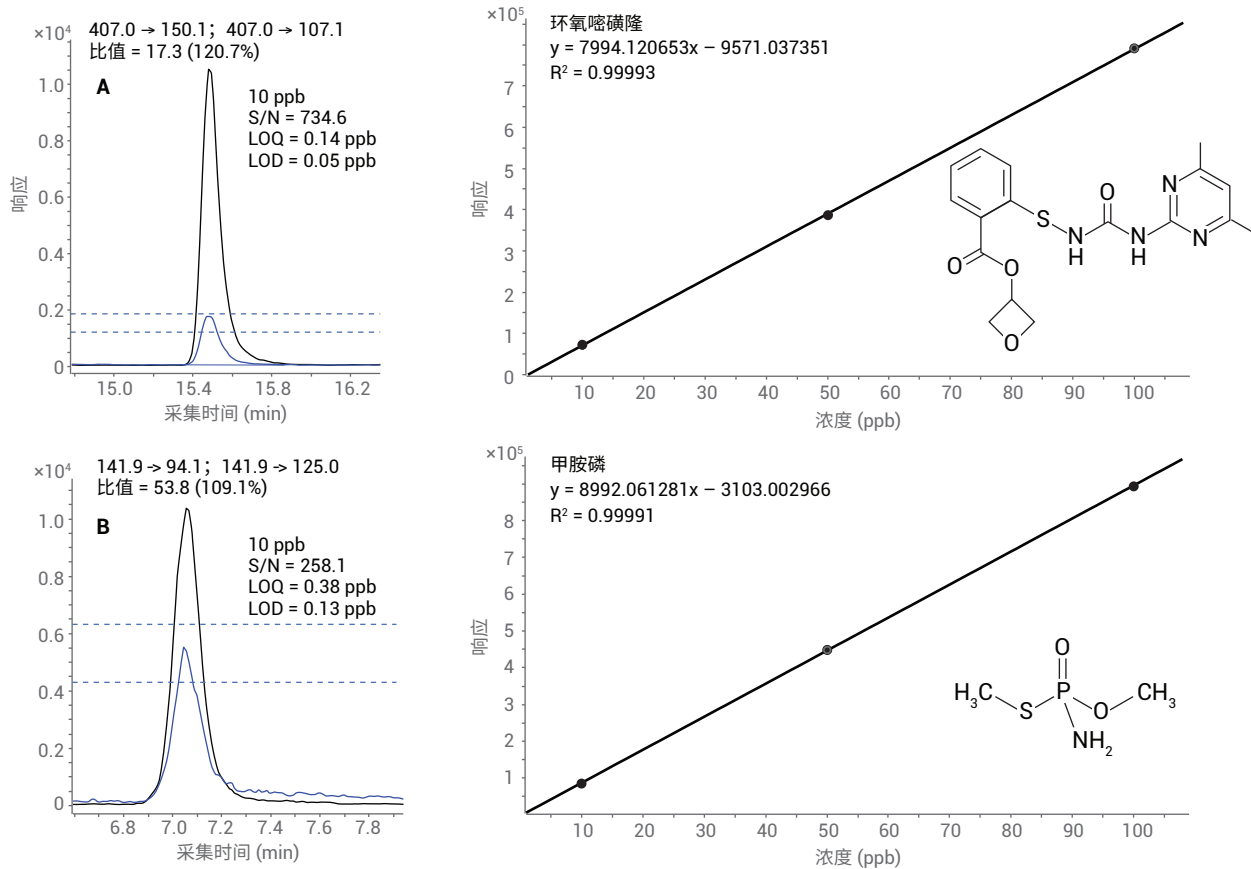 ×10⁴
407.0 → 150.1；407.0 → 107.1
比值 = 17.3 (120.7%)
A
10 ppb
S/N = 734.6
LOQ = 0.14 ppb
LOD = 0.05 ppb
响应
1.0
0.8
0.6
0.4
0.2
0
15.0 15.4 15.8 16.2
采集时间 (min)
×10⁵
环氧嘧磺隆
y = 7994.120653x – 9571.037351
R² = 0.99993
响应
7
6
5
4
3
2
1
0
10 20 30 40 50 60 70 80 90 100
浓度 (ppb)
O
N
S
N
H
N
H
N
O
O
O
×10⁴
141.9 -> 94.1；141.9 -> 125.0
比值 = 53.8 (109.1%)
B
10 ppb
S/N = 258.1
LOQ = 0.38 ppb
LOD = 0.13 ppb
响应
1.0
0.8
0.6
0.4
0.2
0
6.8 7.0 7.2 7.4 7.6 7.8
采集时间 (min)
×10⁵
甲胺磷
y = 8992.061281x – 3103.002966
R² = 0.99991
响应
8
7
6
5
4
3
2
1
10 20 30 40 50 60 70 80 90 100
浓度 (ppb)
O
H₃C
P
CH₃
S
O
NH₂